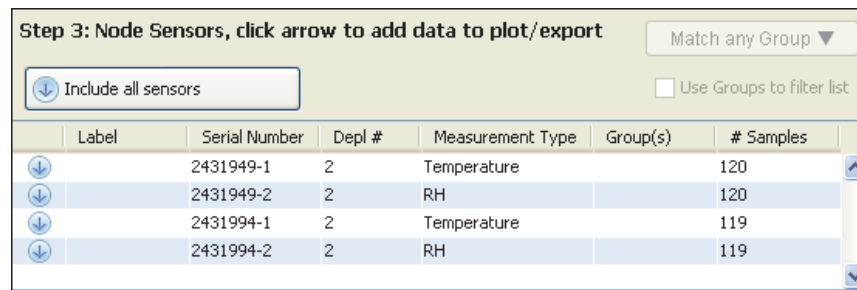 Step 3: Node Sensors, click arrow to add data to plot/export
Match any Group ▼
Include all sensors
Use Groups to filter list
Label Serial Number Depl # Measurement Type Group(s) # Samples
2431949-1 2 Temperature 120
2431949-2 2 RH 120
2431994-1 2 Temperature 119
2431994-2 2 RH 119